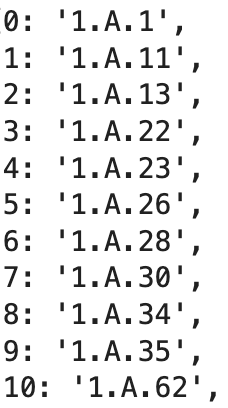 0: '1.A.1',
1: '1.A.11',
2: '1.A.13',
3: '1.A.22',
4: '1.A.23',
5: '1.A.26',
6: '1.A.28',
7: '1.A.30',
8: '1.A.34',
9: '1.A.35',
10: '1.A.62',